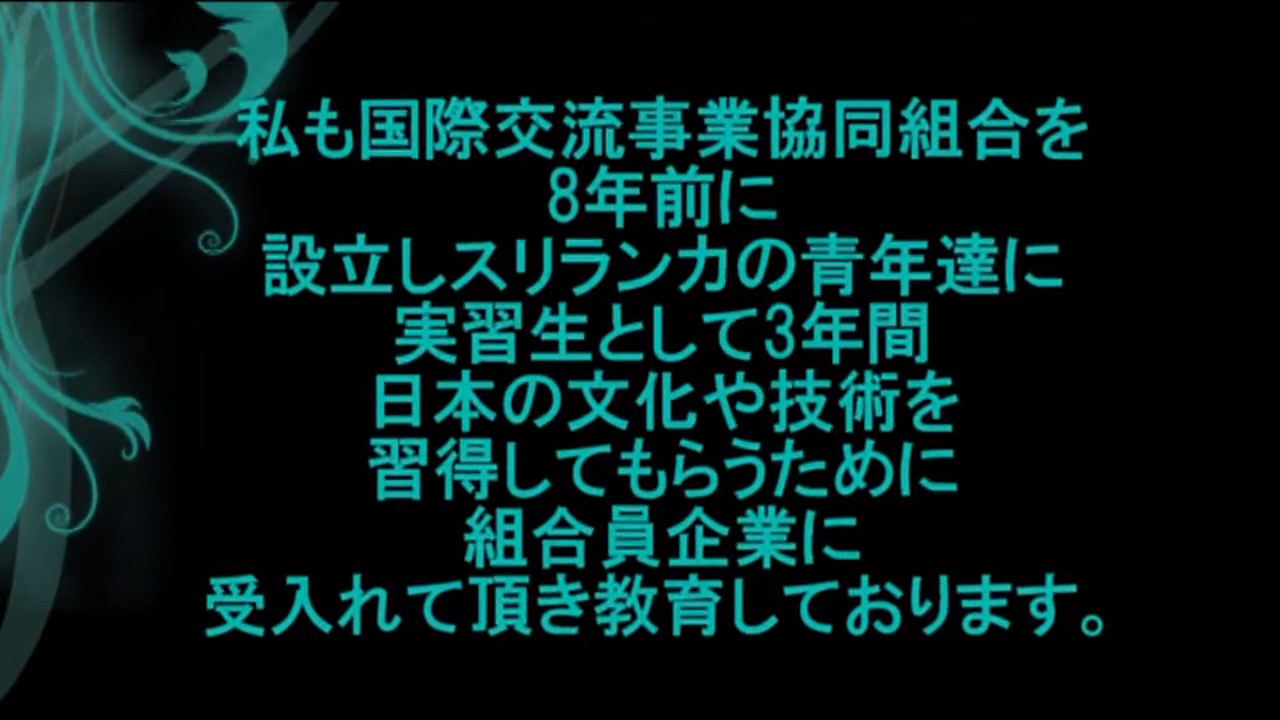 私も国際交流事業協同組合を
8年前に
設立しスリランカの青年達に
実習生として3年間
日本の文化や技術を
習得してもらうために
組合員企業に
受入れて頂き教育しております。